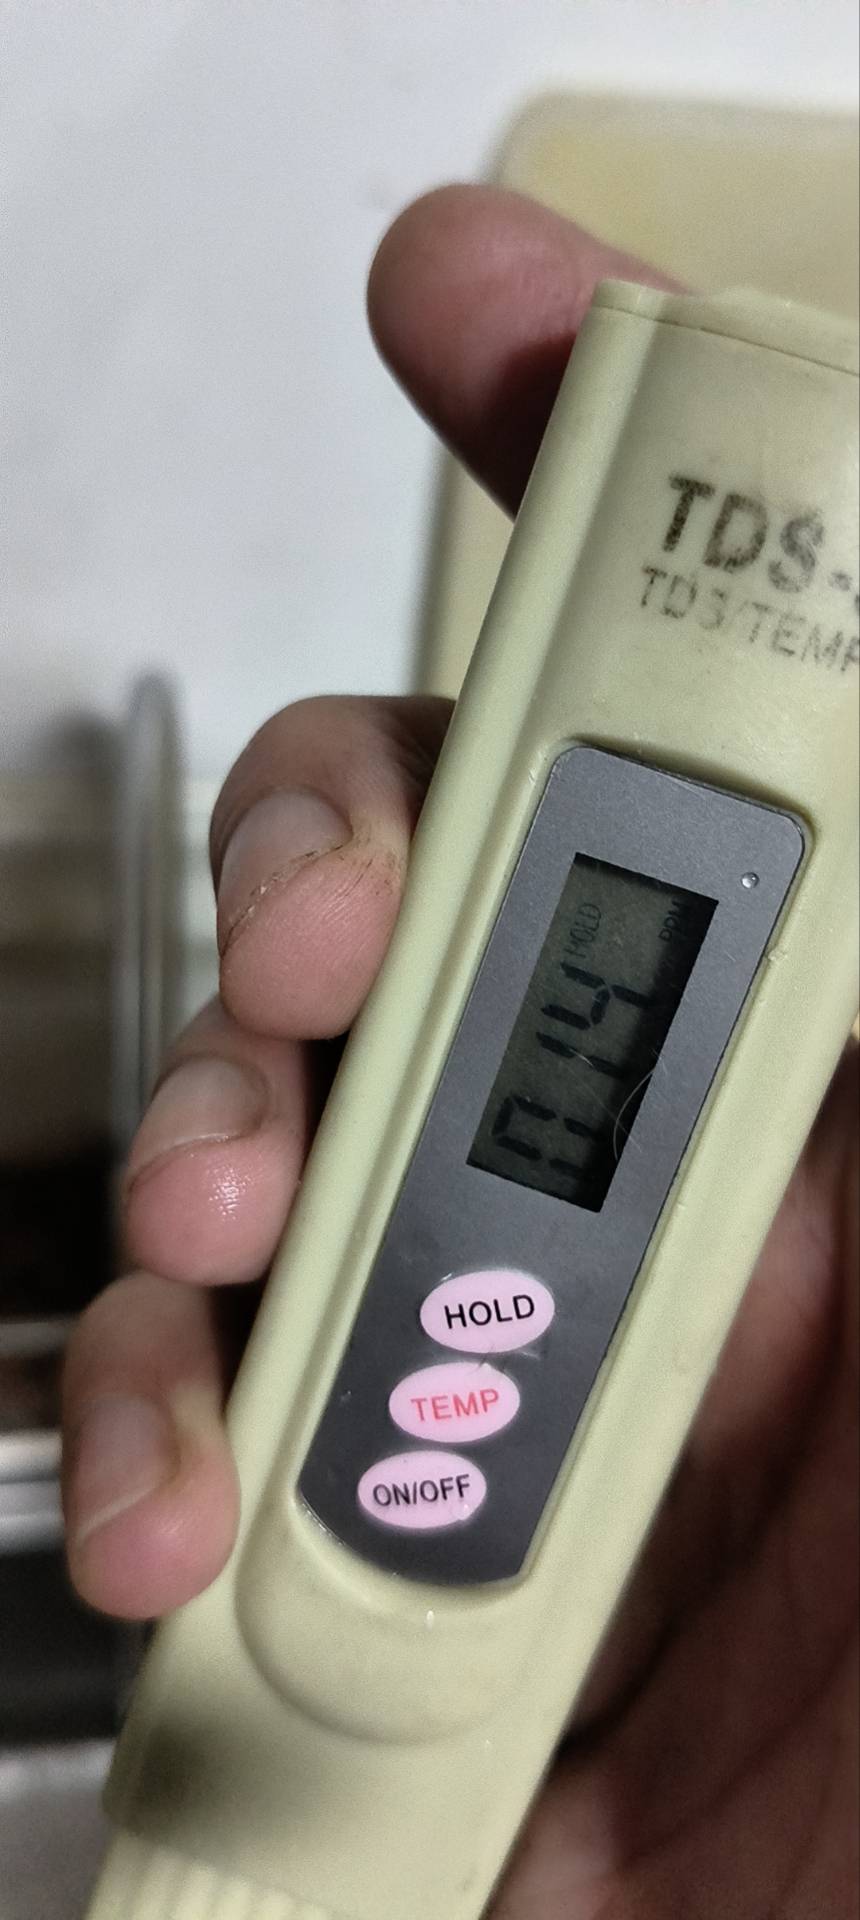 TDS-
TDS/TEMP
HOLD
014
PPM
HOLD
TEMP
ON/OFF